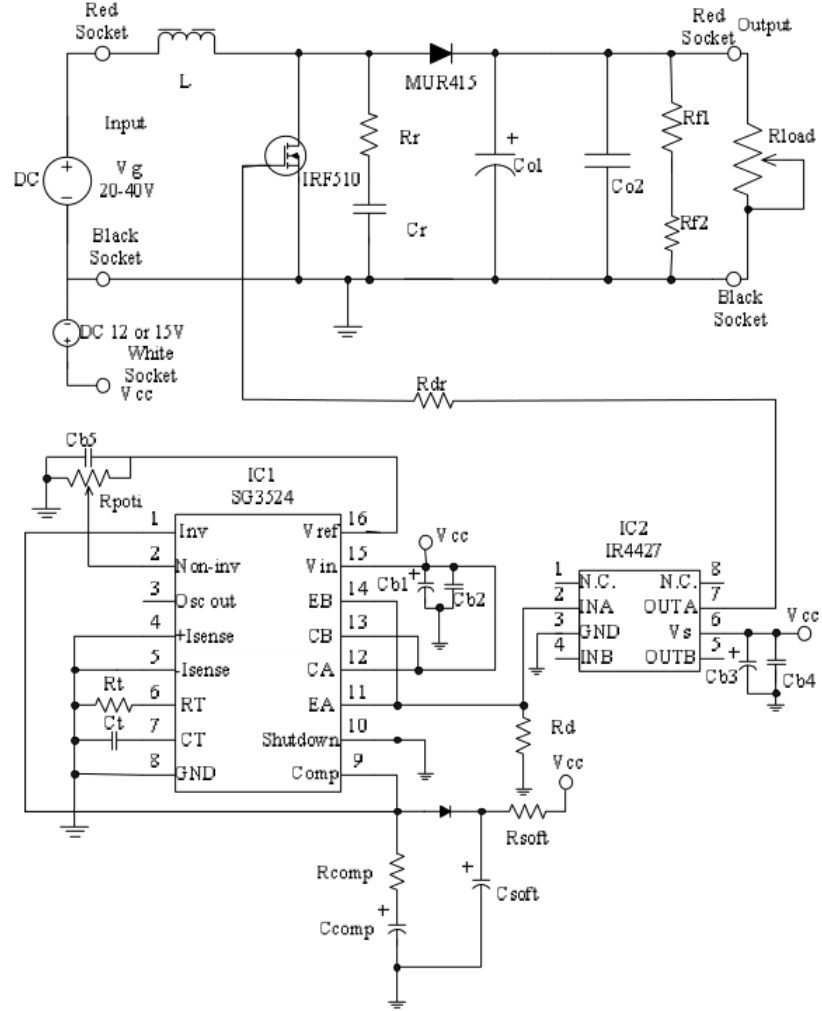 Red
Socket
L
MUR415
Red
Socket
Output
Input
DC
+
−
Vg
20-40V
IRF510
Rr
Cr
+
Co1
Co2
Rf1
Rf2
Rload
Black
Socket
Black
Socket
DC 12 or 15V
White
Socket
Vcc
Rdr
Cb5
Rpoti
IC1
SG3524
1 Inv
2 Non-inv
3 Osc out
4 +Isense
5 -Isense
6 RT
7 CT
8 GND
Vref 16
Vin 15
EB 14
CB 13
CA 12
EA 11
Shutdown 10
Comp 9
Rt
Ct
Vcc
Cb1
+
Cb2
IC2
IR4427
1 N.C.
2 INA
3 GND
4 INB
N.C. 8
OUTA 7
Vs 6
OUTB 5
Vcc
Cb3
+
Cb4
Rd
Vcc
Rsoft
Rcomp
+
Ccomp
+
Csoft